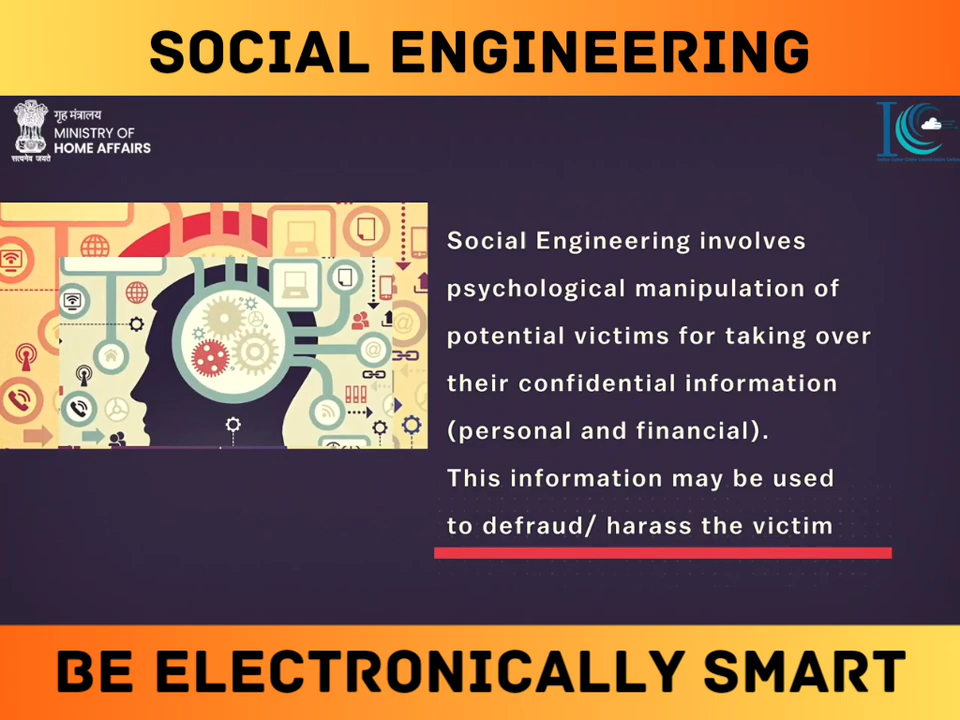 SOCIAL ENGINEERING
गृह मंत्रालय
MINISTRY OF
HOME AFFAIRS
सत्यमेव जयते
Social Engineering involves
psychological manipulation of
potential victims for taking over
their confidential information
(personal and financial).
This information may be used
to defraud/ harass the victim
BE ELECTRONICALLY SMART